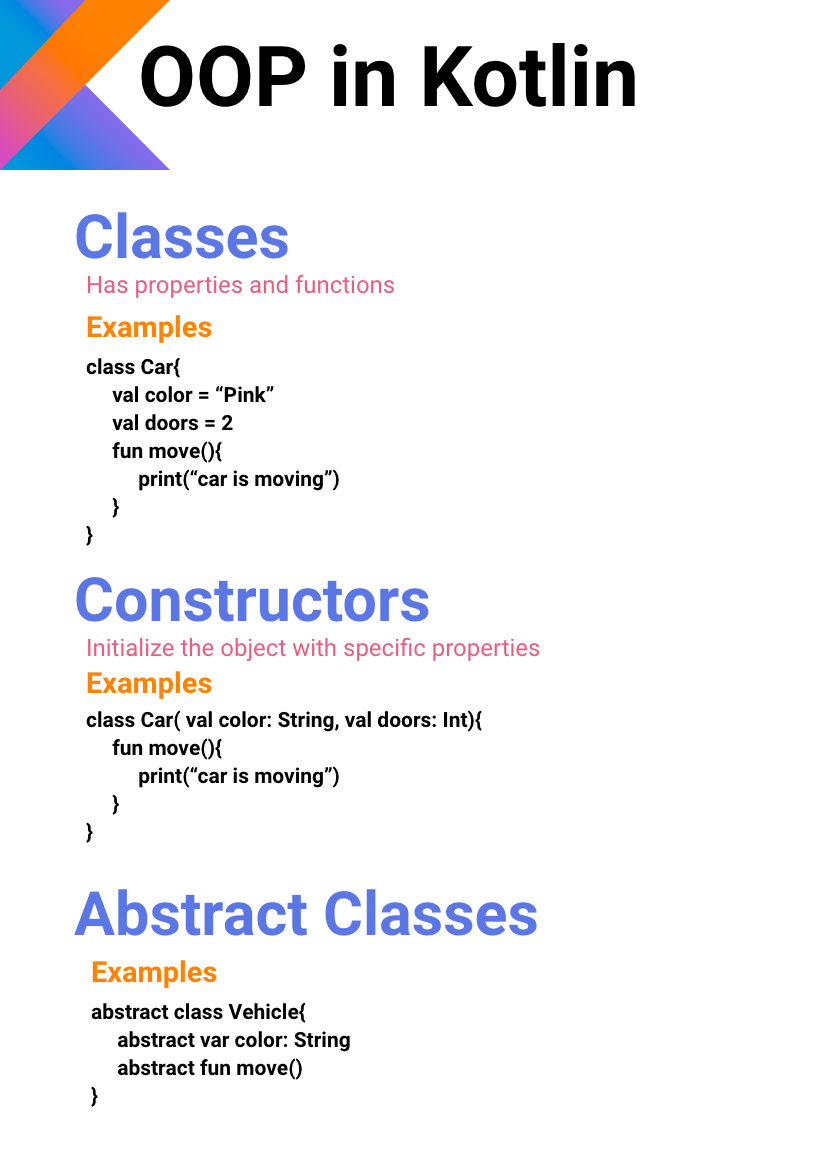 OOP in Kotlin
Classes
Has properties and functions
Examples
class Car{
val color = “Pink”
val doors = 2
fun move(){
print(“car is moving”)
}
}
Constructors
Initialize the object with specific properties
Examples
class Car( val color: String, val doors: Int){
fun move(){
print(“car is moving”)
}
}
Abstract Classes
Examples
abstract class Vehicle{
abstract var color: String
abstract fun move()
}